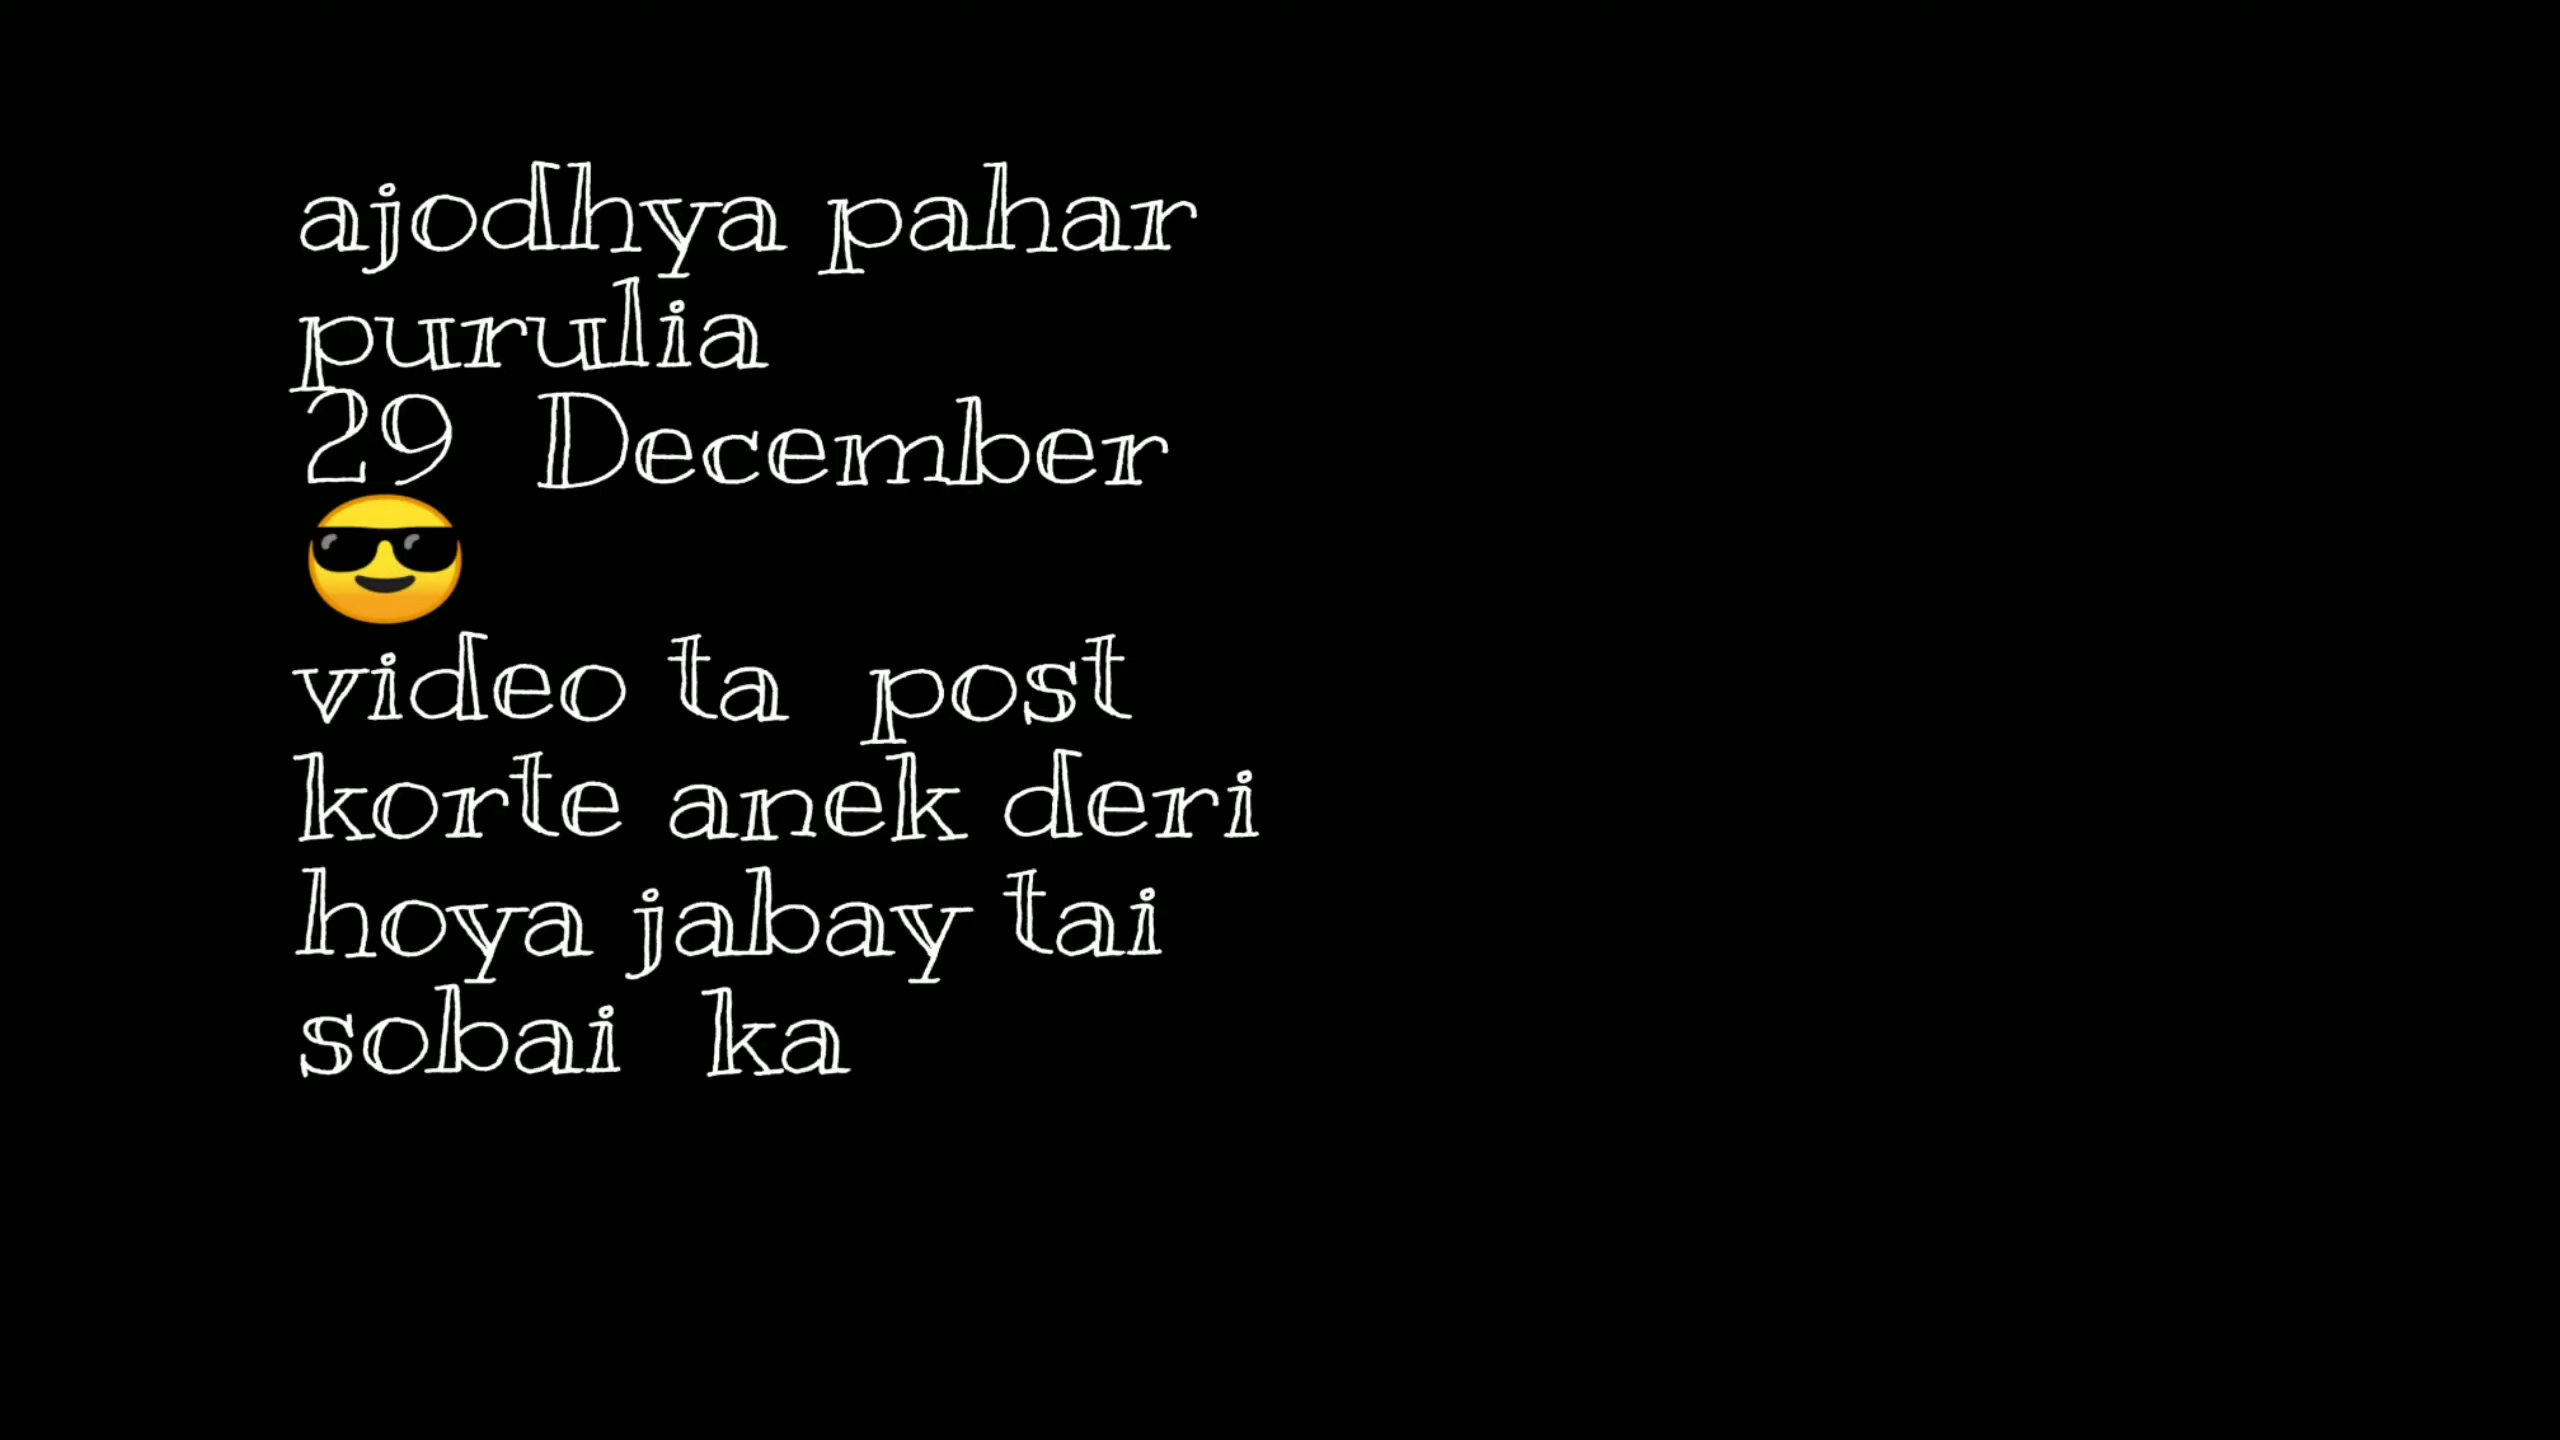 ajodhya pahar
purulia
29 December
😎
video ta post
korte anek deri
hoya jabay tai
sobai ka